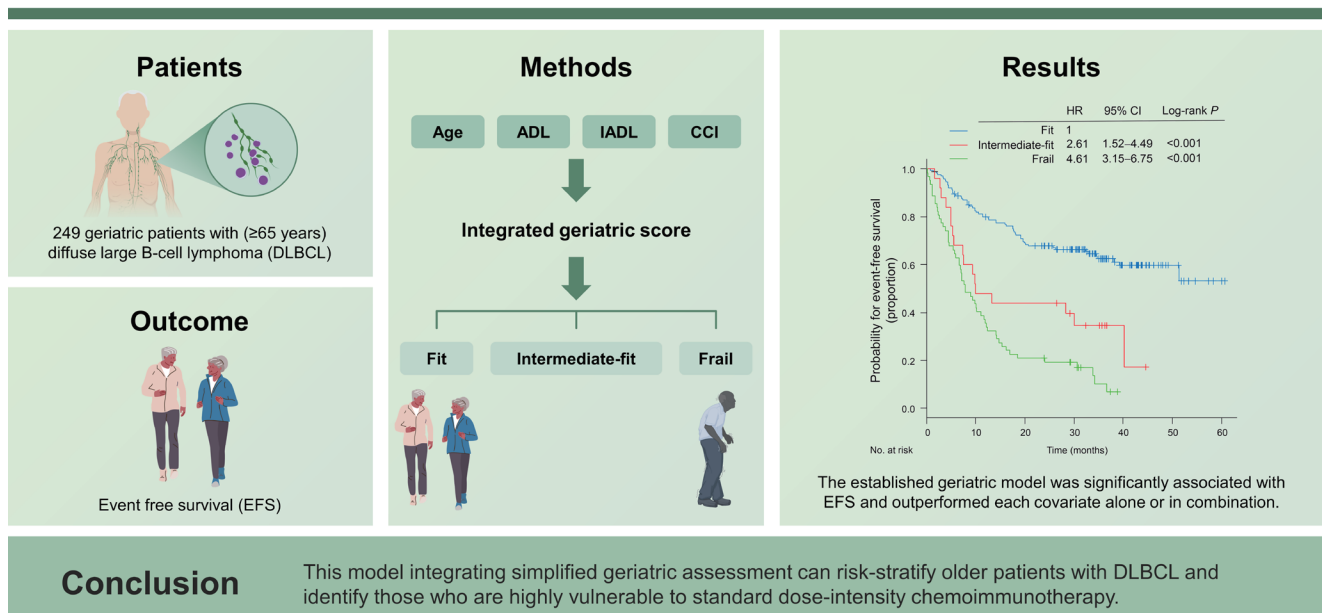 Patients
249 geriatric patients with (≥65 years)
diffuse large B-cell lymphoma (DLBCL)
Outcome
Event free survival (EFS)
Methods
Age
ADL
IADL
CCI
Integrated geriatric score
Fit
Intermediate-fit
Frail
Results
HR 95% CI Log-rank P
Fit 1
Intermediate-fit 2.61 1.52–4.49 <0.001
Frail 4.61 3.15–6.75 <0.001
Probability for event-free survival
(proportion)
1.0
0.8
0.6
0.4
0.2
0.0
0 10 20 30 40 50 60
No. at risk
Time (months)
The established geriatric model was significantly associated with
EFS and outperformed each covariate alone or in combination.
Conclusion
This model integrating simplified geriatric assessment can risk-stratify older patients with DLBCL and
identify those who are highly vulnerable to standard dose-intensity chemoimmunotherapy.